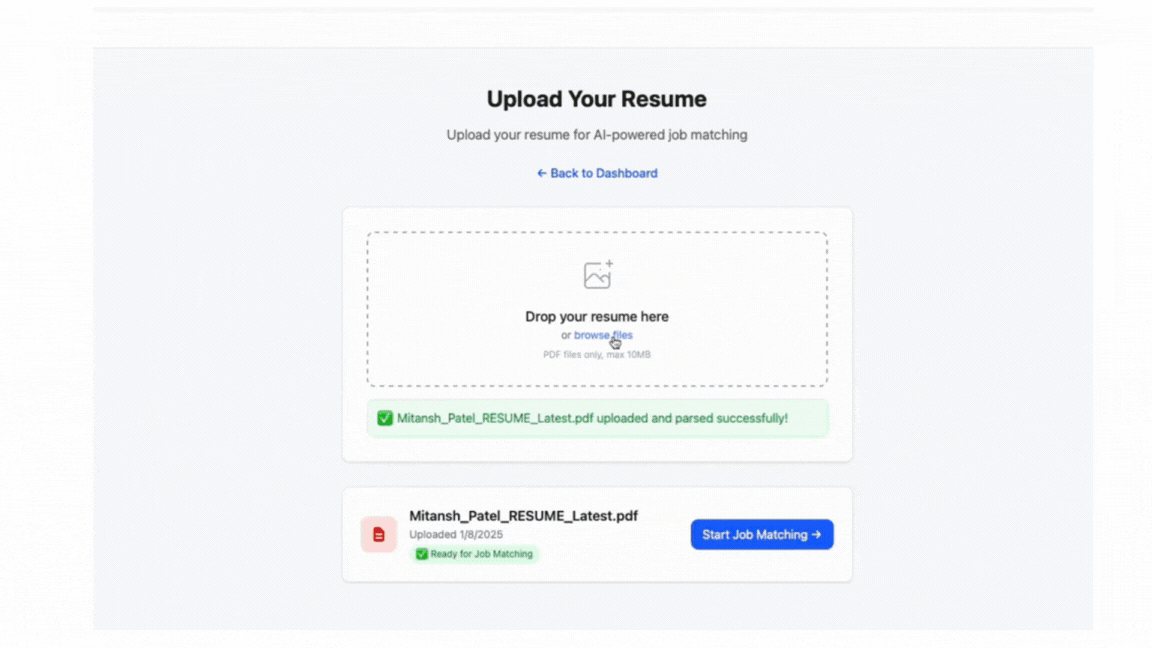 Upload Your Resume
Upload your resume for AI-powered job matching
← Back to Dashboard
Drop your resume here
or browse files
PDF files only, max 10MB
✅ Mitansh_Patel_RESUME_Latest.pdf uploaded and parsed successfully!
Mitansh_Patel_RESUME_Latest.pdf
Uploaded 1/8/2025
✅ Ready for Job Matching
Start Job Matching →